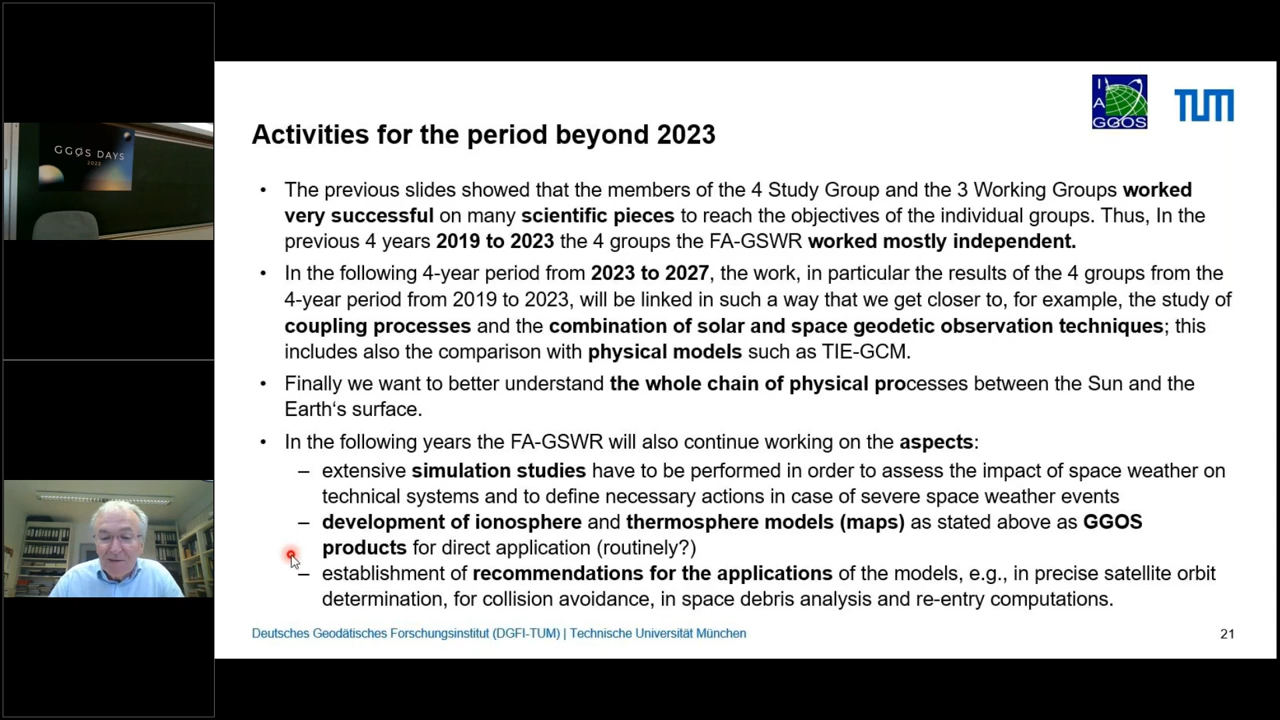 GGOS DAYS
2022
I
A
GGOS
TUM
Activities for the period beyond 2023
• The previous slides showed that the members of the 4 Study Group and the 3 Working Groups worked
very successful on many scientific pieces to reach the objectives of the individual groups. Thus, In the
previous 4 years 2019 to 2023 the 4 groups the FA-GSWR worked mostly independent.
• In the following 4-year period from 2023 to 2027, the work, in particular the results of the 4 groups from the
4-year period from 2019 to 2023, will be linked in such a way that we get closer to, for example, the study of
coupling processes and the combination of solar and space geodetic observation techniques; this
includes also the comparison with physical models such as TIE-GCM.
• Finally we want to better understand the whole chain of physical processes between the Sun and the
Earth‘s surface.
• In the following years the FA-GSWR will also continue working on the aspects:
– extensive simulation studies have to be performed in order to assess the impact of space weather on
technical systems and to define necessary actions in case of severe space weather events
– development of ionosphere and thermosphere models (maps) as stated above as GGOS
products for direct application (routinely?)
– establishment of recommendations for the applications of the models, e.g., in precise satellite orbit
determination, for collision avoidance, in space debris analysis and re-entry computations.
Deutsches Geodätisches Forschungsinstitut (DGFI-TUM) | Technische Universität München
21